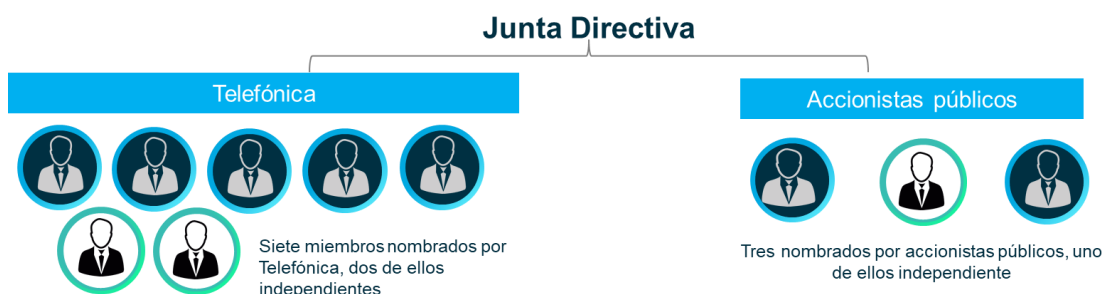 Junta Directiva
Telefónica
Accionistas públicos
Siete miembros nombrados por
Telefónica, dos de ellos
independientes
Tres nombrados por accionistas públicos, uno
de ellos independiente